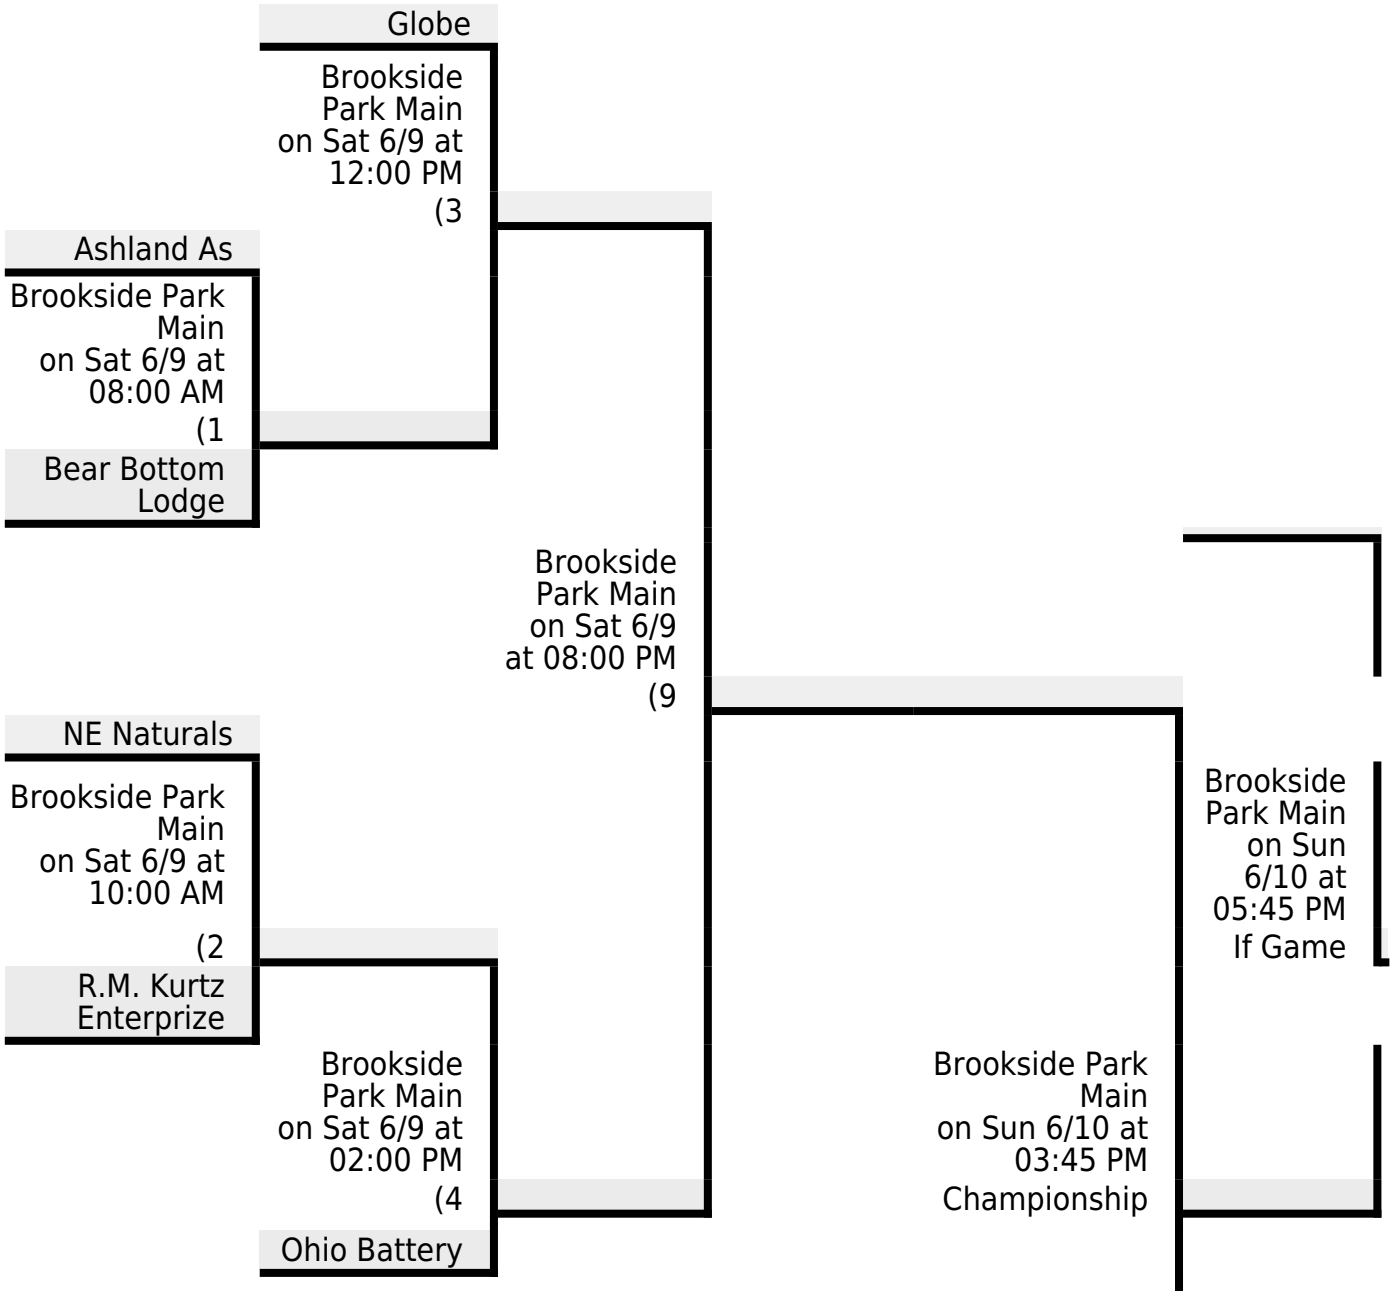 Globe
Brookside
Park Main
on Sat 6/9 at
12:00 PM
(3
Ashland As
Brookside Park
Main
on Sat 6/9 at
08:00 AM
(1
Bear Bottom
Lodge
Brookside
Park Main
on Sat 6/9
at 08:00 PM
(9
NE Naturals
Brookside Park
Main
on Sat 6/9 at
10:00 AM
(2
R.M. Kurtz
Enterprize
Brookside
Park Main
on Sun
6/10 at
05:45 PM
If Game
Brookside
Park Main
on Sat 6/9 at
02:00 PM
(4
Ohio Battery
Brookside Park
Main
on Sun 6/10 at
03:45 PM
Championship